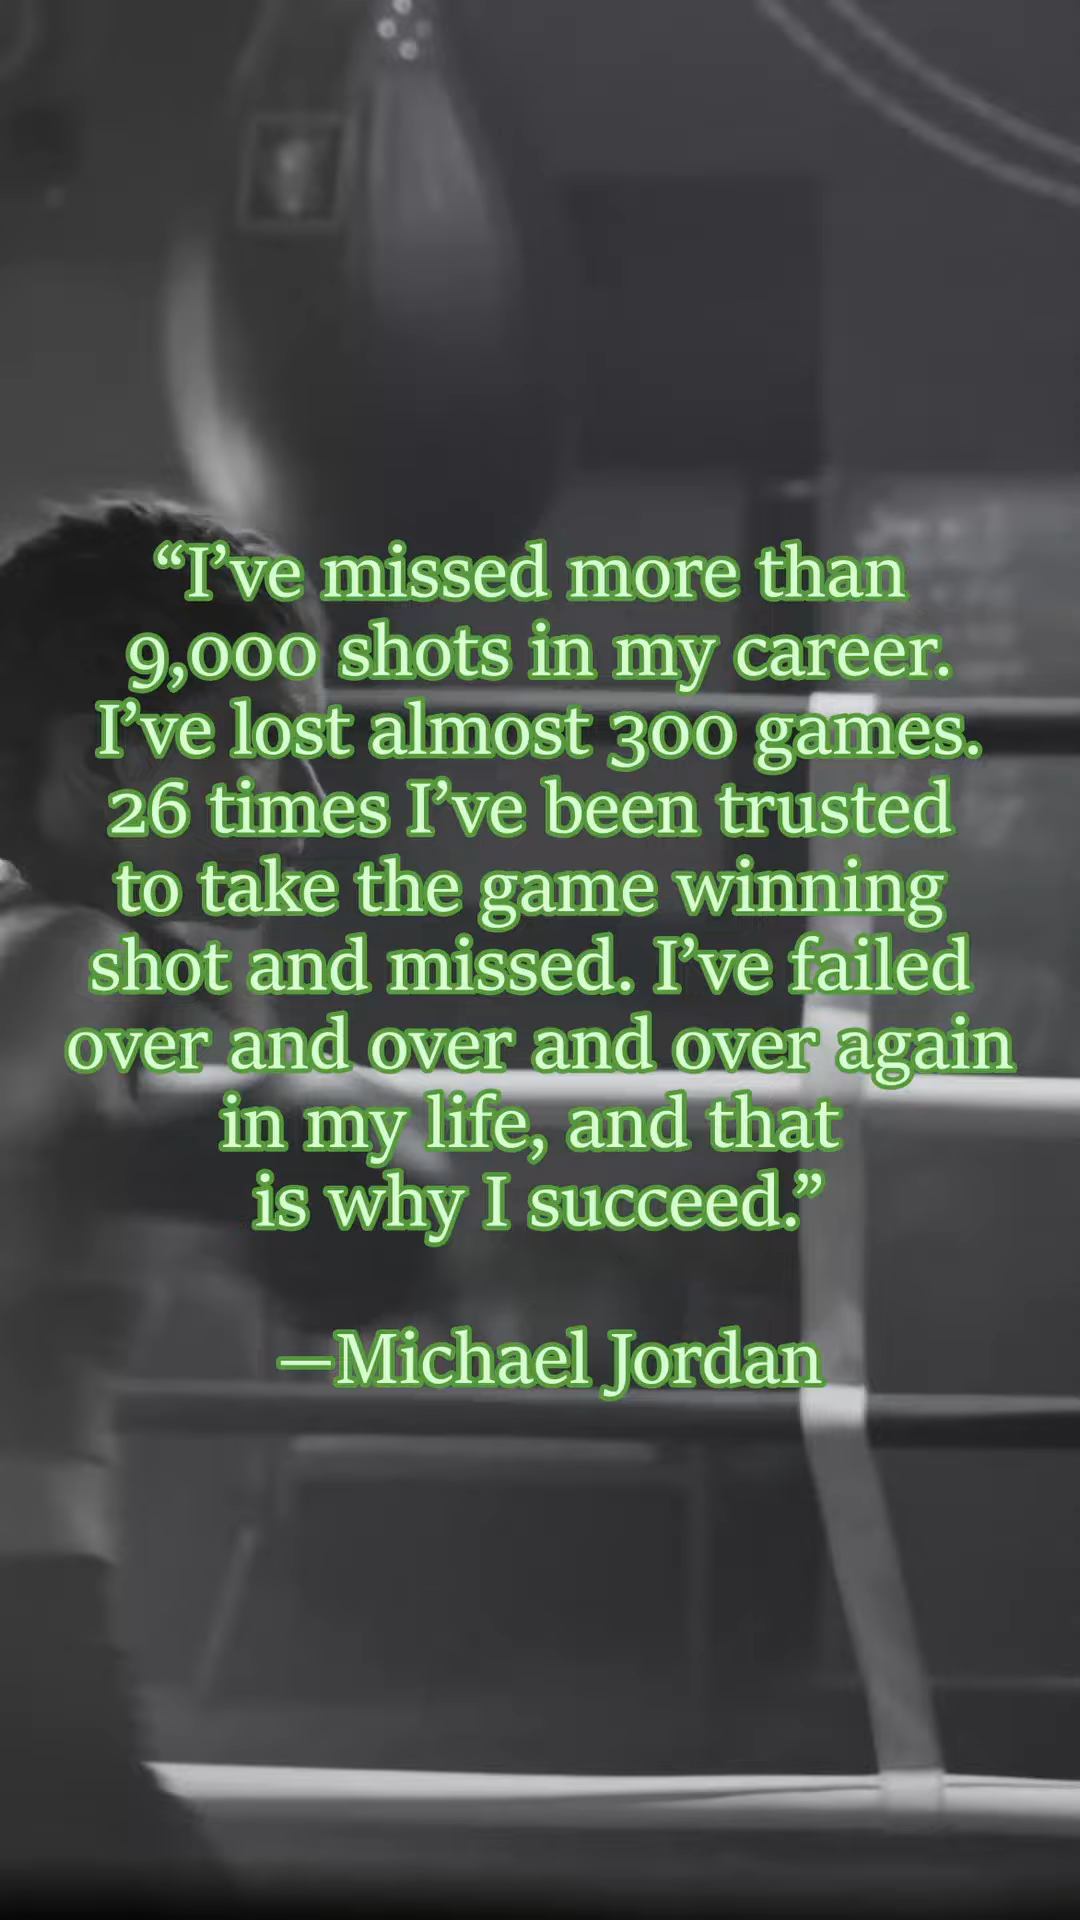 “I’ve missed more than
9,000 shots in my career.
I’ve lost almost 300 games.
26 times I’ve been trusted
to take the game winning
shot and missed. I’ve failed
over and over and over again
in my life, and that
is why I succeed.”
—Michael Jordan